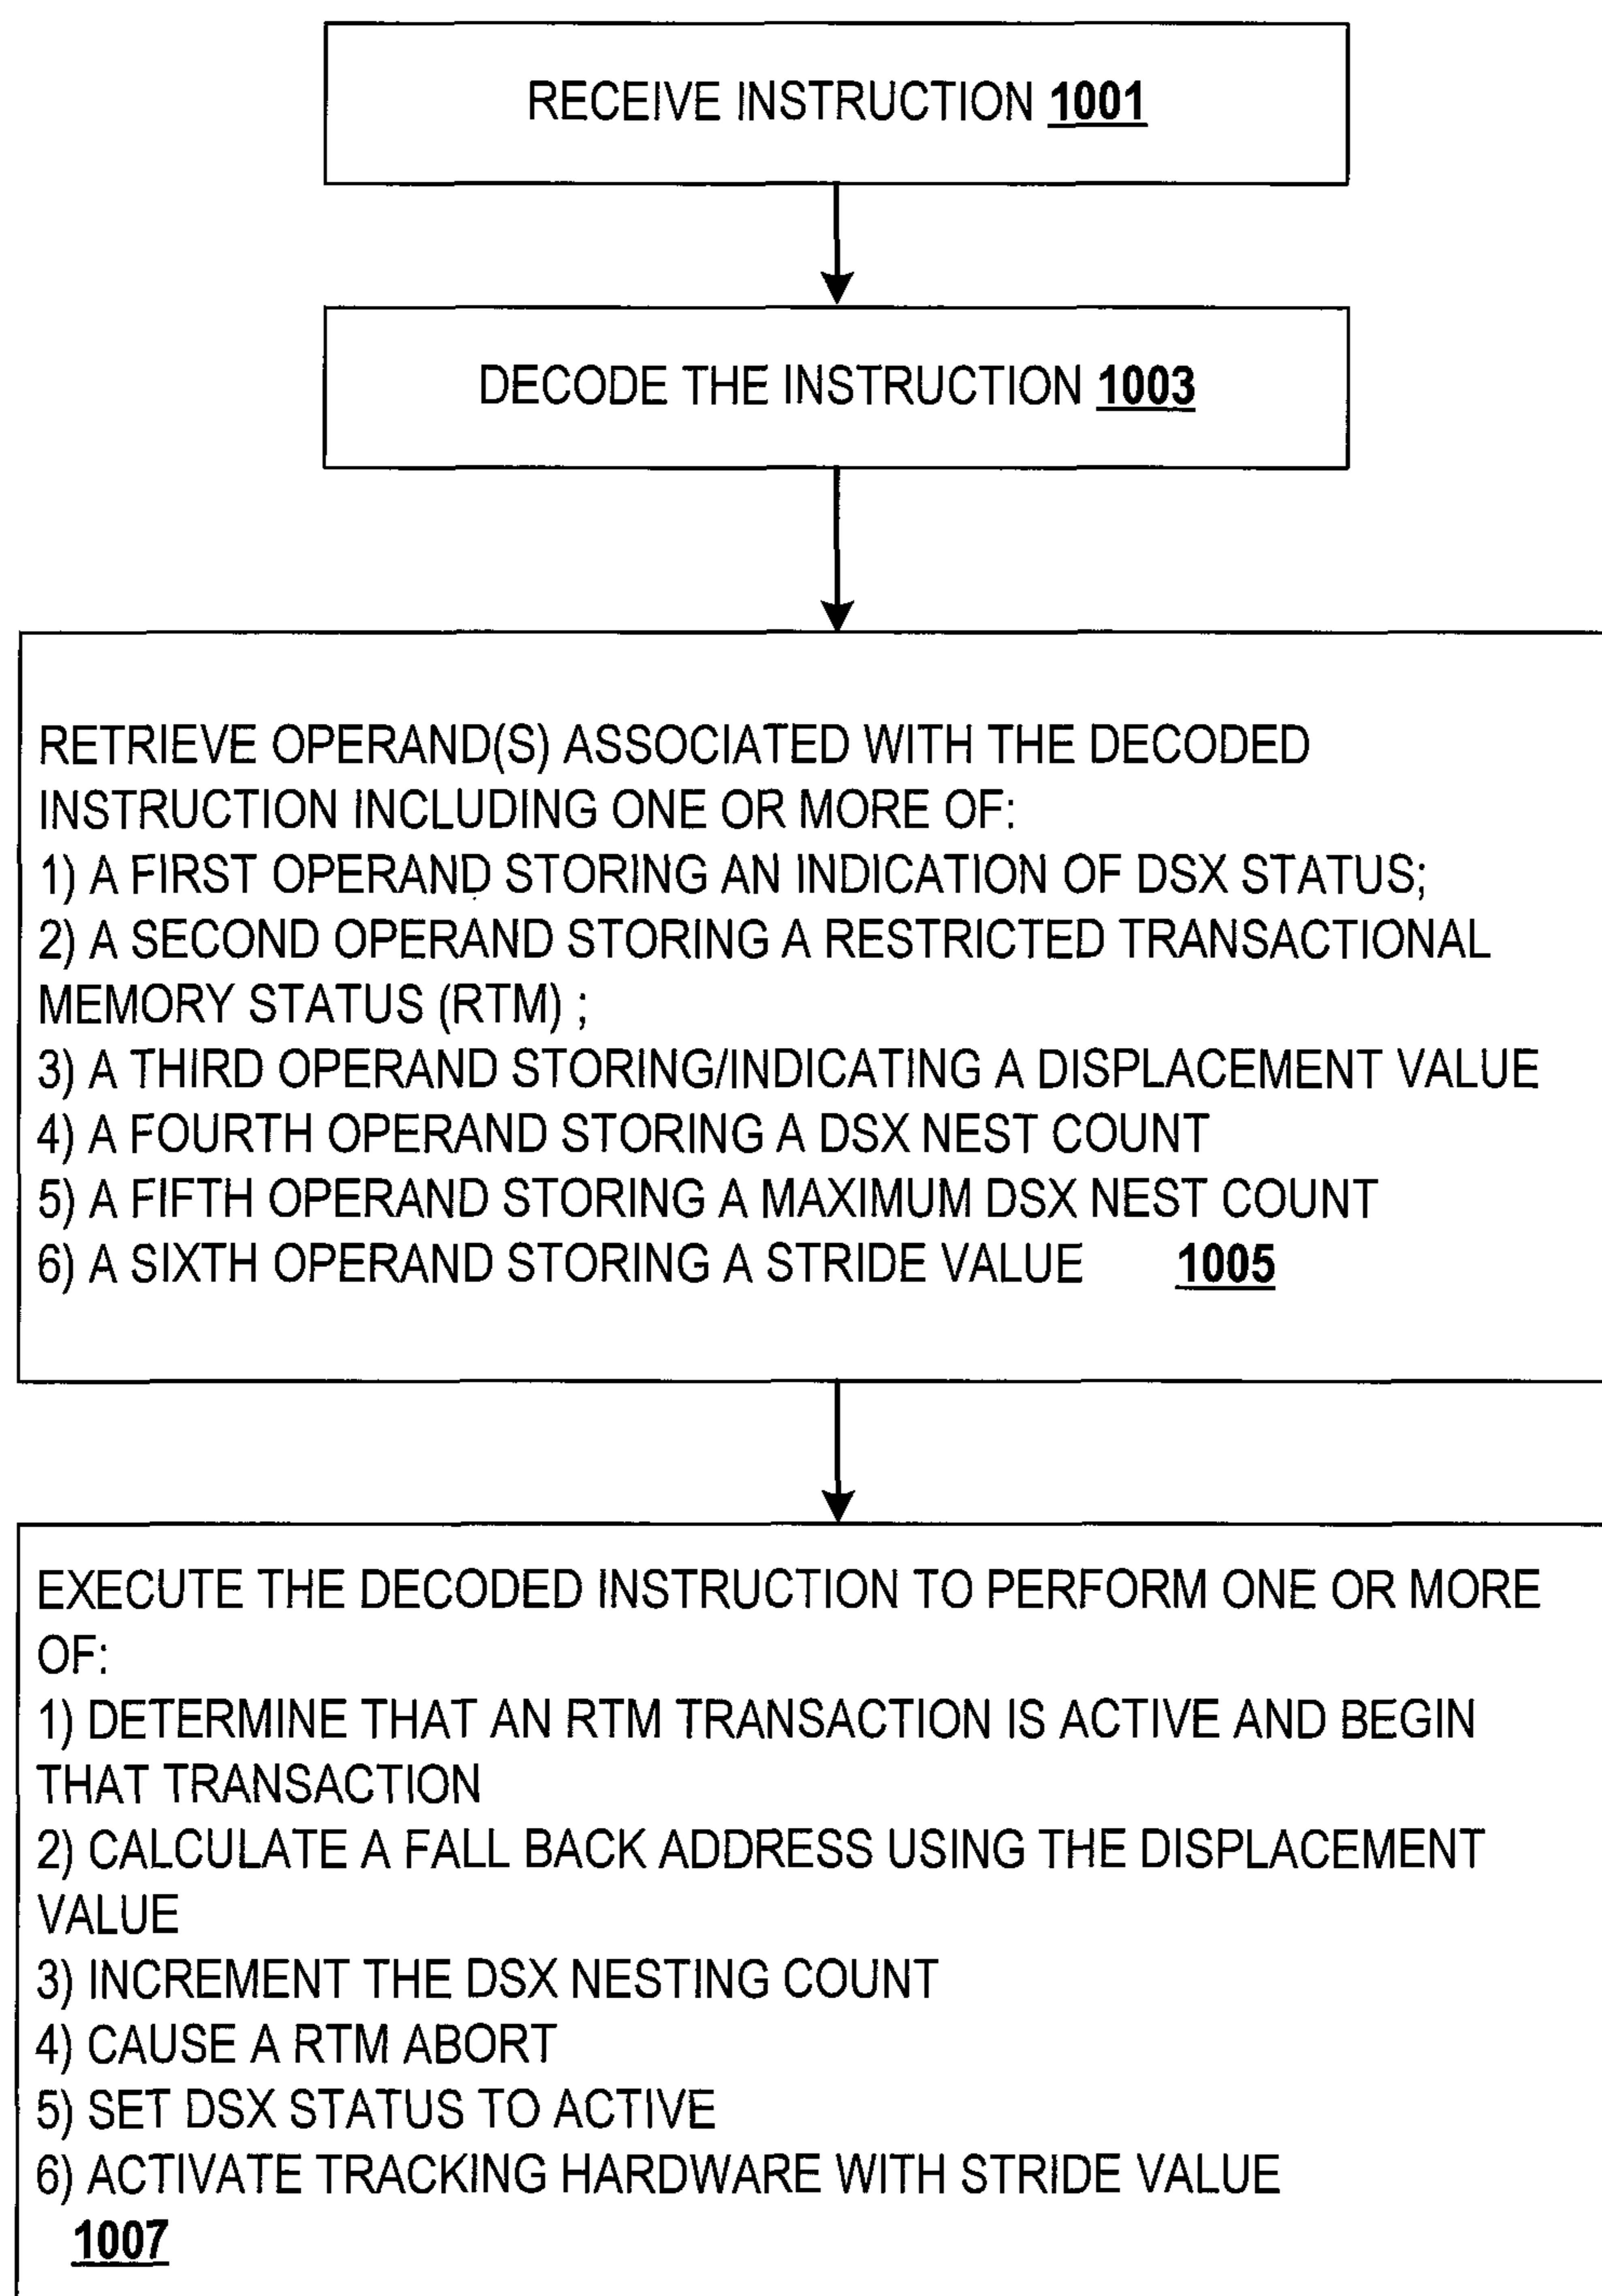 RECEIVE INSTRUCTION 1001
DECODE THE INSTRUCTION 1003
RETRIEVE OPERAND(S) ASSOCIATED WITH THE DECODED
INSTRUCTION INCLUDING ONE OR MORE OF:
1) A FIRST OPERAND STORING AN INDICATION OF DSX STATUS;
2) A SECOND OPERAND STORING A RESTRICTED TRANSACTIONAL
MEMORY STATUS (RTM) ;
3) A THIRD OPERAND STORING/INDICATING A DISPLACEMENT VALUE
4) A FOURTH OPERAND STORING A DSX NEST COUNT
5) A FIFTH OPERAND STORING A MAXIMUM DSX NEST COUNT
6) A SIXTH OPERAND STORING A STRIDE VALUE 1005
EXECUTE THE DECODED INSTRUCTION TO PERFORM ONE OR MORE
OF:
1) DETERMINE THAT AN RTM TRANSACTION IS ACTIVE AND BEGIN
THAT TRANSACTION
2) CALCULATE A FALL BACK ADDRESS USING THE DISPLACEMENT
VALUE
3) INCREMENT THE DSX NESTING COUNT
4) CAUSE A RTM ABORT
5) SET DSX STATUS TO ACTIVE
6) ACTIVATE TRACKING HARDWARE WITH STRIDE VALUE
1007